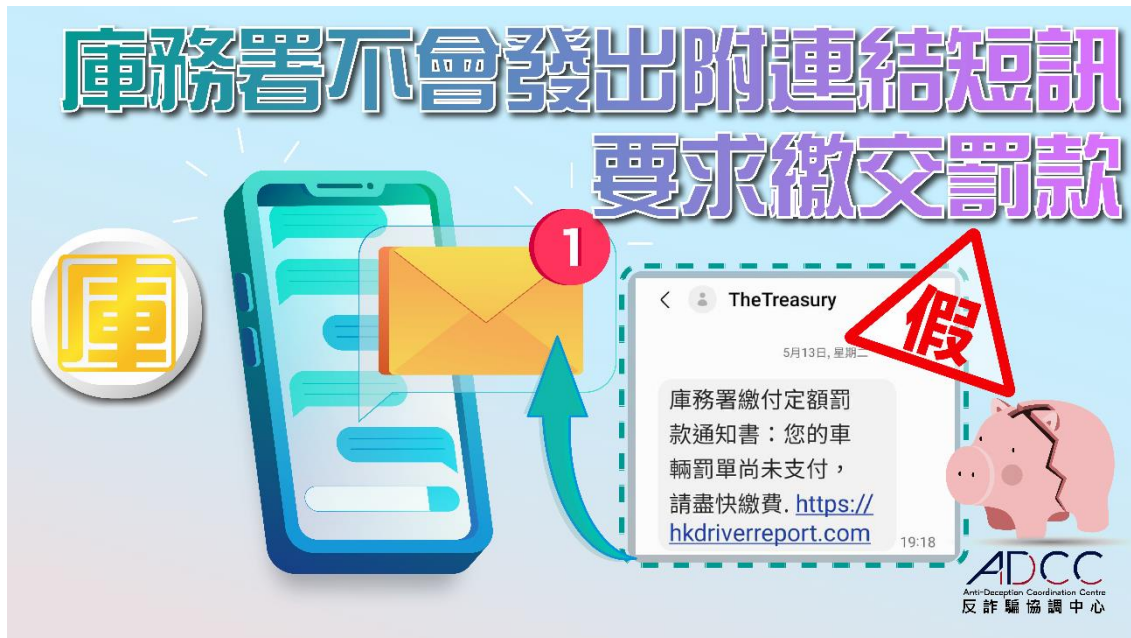 庫務署不會發出附連結短訊
要求繳交罰款
庫
1
TheTreasury
假
5月13日, 星期二
庫務署繳付定額罰
款通知書：您的車
輛罰單尚未支付，
請盡快繳費. https://
hkdriverreport.com
19:18
ADCC
Anti-Deception Coordination Centre
反詐騙協調中心